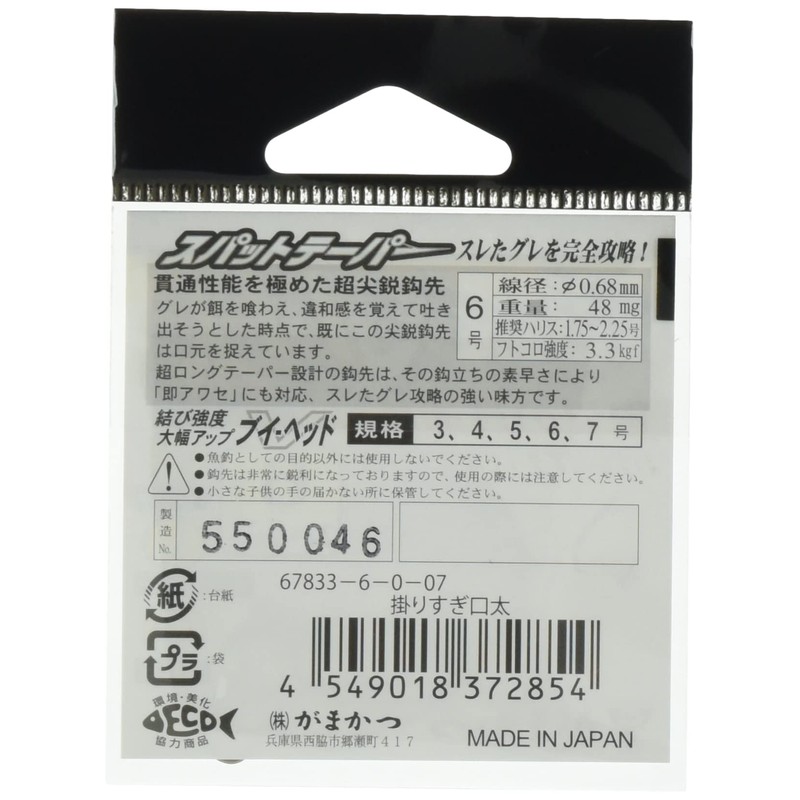 スパットテーパー スレたグレを完全攻略!
貫通性能を極めた超尖鋭鈎先
グレが餌を喰わえ、違和感を覚えて吐き
出そうとした時点で、既にこの尖鋭鈎先
は口元を捉えています。
超ロングテーパー設計の鈎先は、その鈎立ちの素早さにより
「即アワセ」にも対応、スレたグレ攻略の強い味方です。
6号
線径:φ0.68mm
重量: 48 mg
推奨ハリス:1.75~2.25号
フトコロ強度: 3.3kgf
結び強度
大幅アップ ブイ・ヘッド 規格 3、4、5、6、7 号
●魚釣としての目的以外には使用しないでください。
●鈎先は非常に鋭利になっておりますので、使用の際には注意してください。
●小さな子供の手の届かない所に保管してください。
製造No. 550046
67833-6-0-07
掛りすぎ口太
紙:台紙
プラ:袋
4 549018 372854
環境・美化
ECO
協力商品
㈱がまかつ
兵庫県西脇市郷瀬町417
MADE IN JAPAN